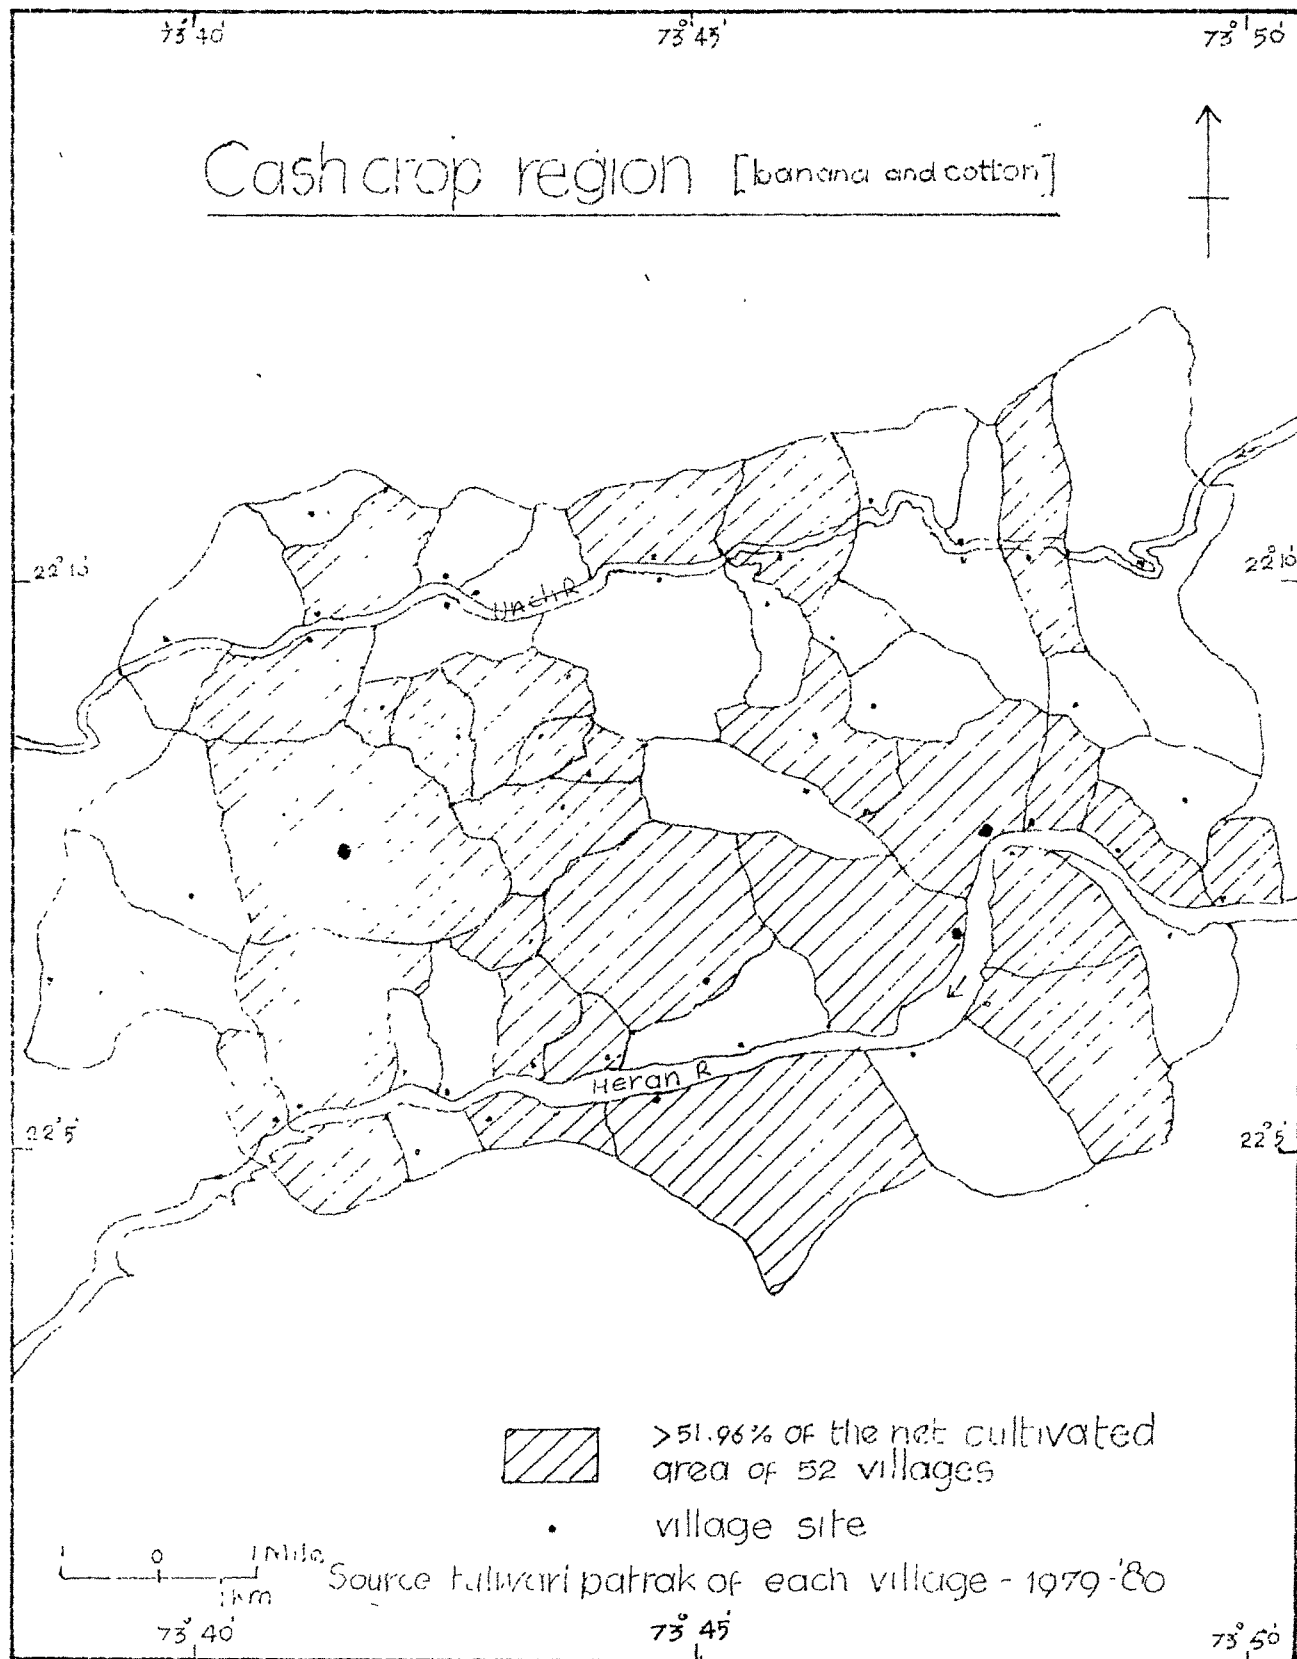 73°40' 73°45' 73°50'
Cash crop region [banana and cotton]
22°10' 22°10'
Heran R
22°5' 22°5'
>51.96% of the net cultivated
area of 52 villages
village site
1 0 1 Mile
1km
Source patrak of each village - 1979-'80
73°40' 73°45' 73°50'